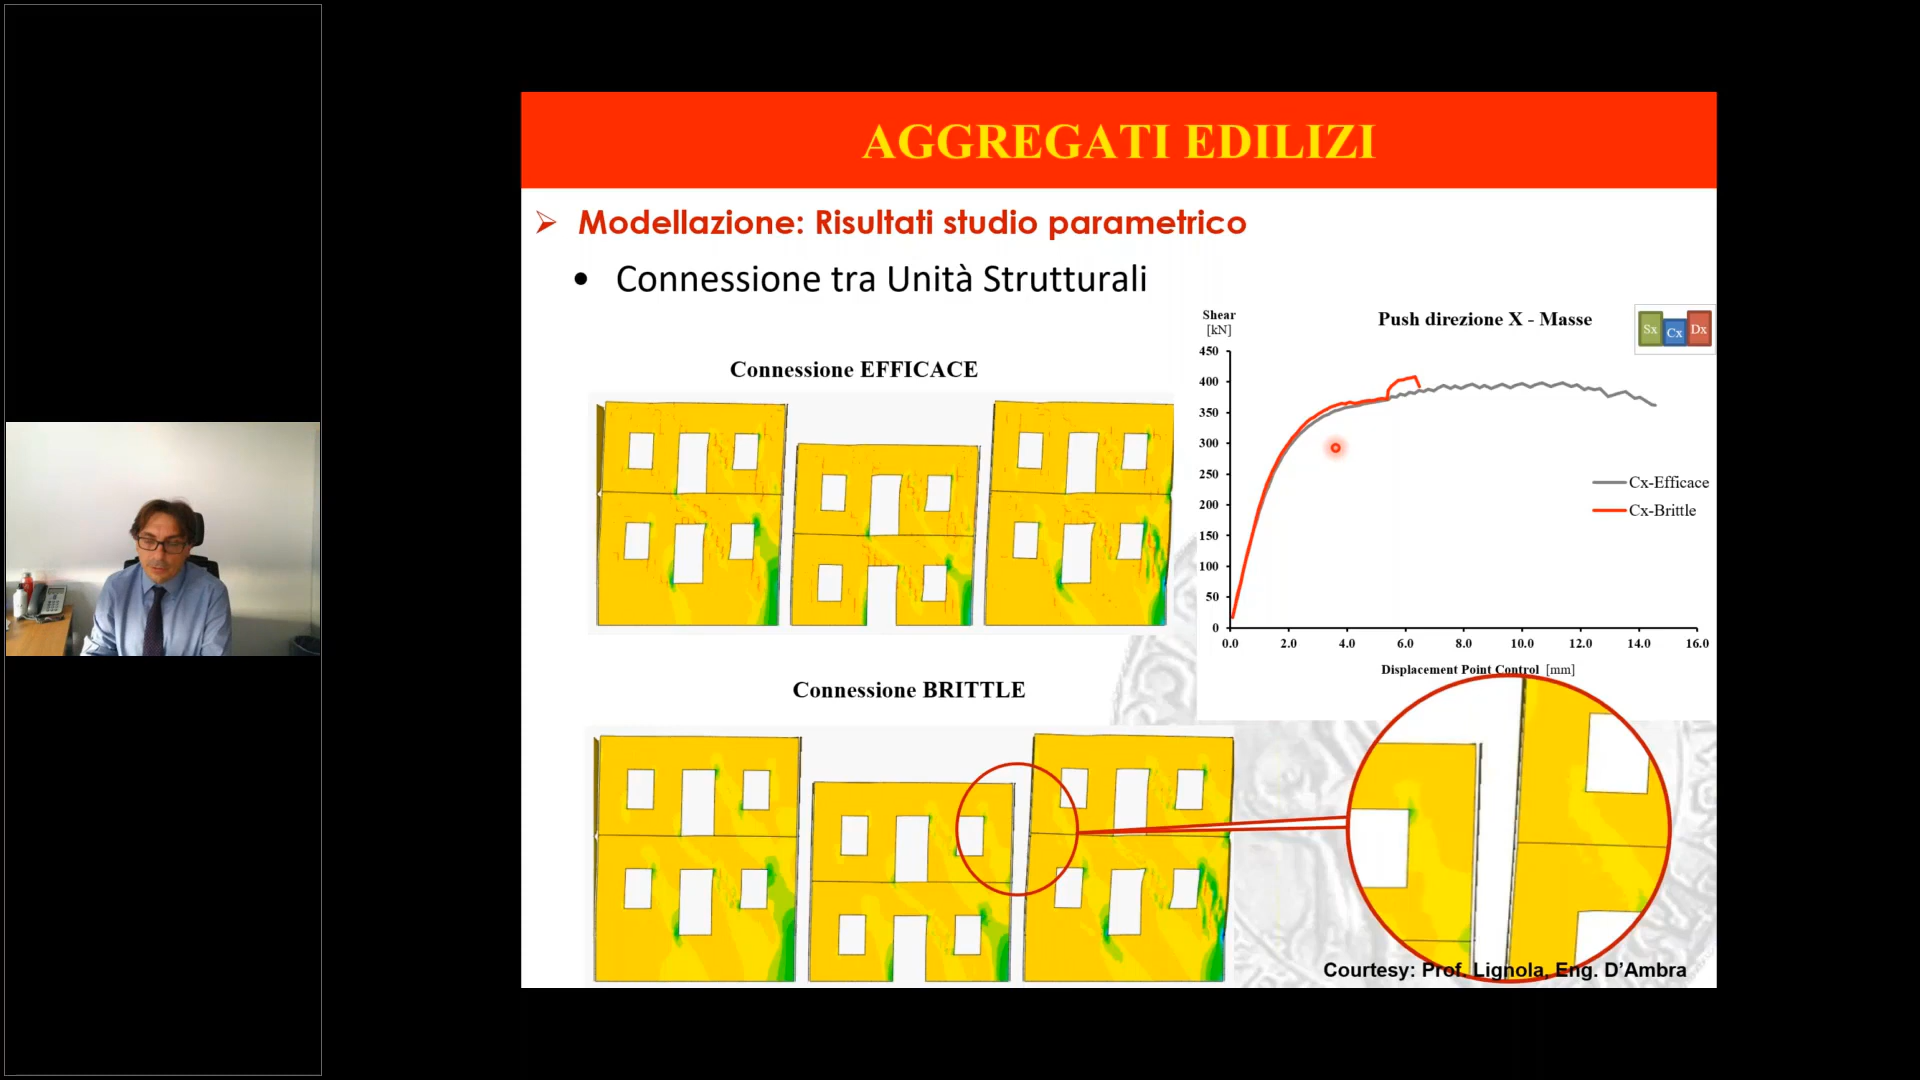 AGGREGATI EDILIZI
Modellazione: Risultati studio parametrico
• Connessione tra Unità Strutturali
Connessione EFFICACE
Connessione BRITTLE
Shear
[kN]
Push direzione X - Masse
Sx Cx Dx
450
400
350
300
250
200
150
100
50
0
0.0 2.0 4.0 6.0 8.0 10.0 12.0 14.0 16.0
Cx-Efficace
Cx-Brittle
Displacement Point Control [mm]
Courtesy: Prof. Lignola, Eng. D'Ambra